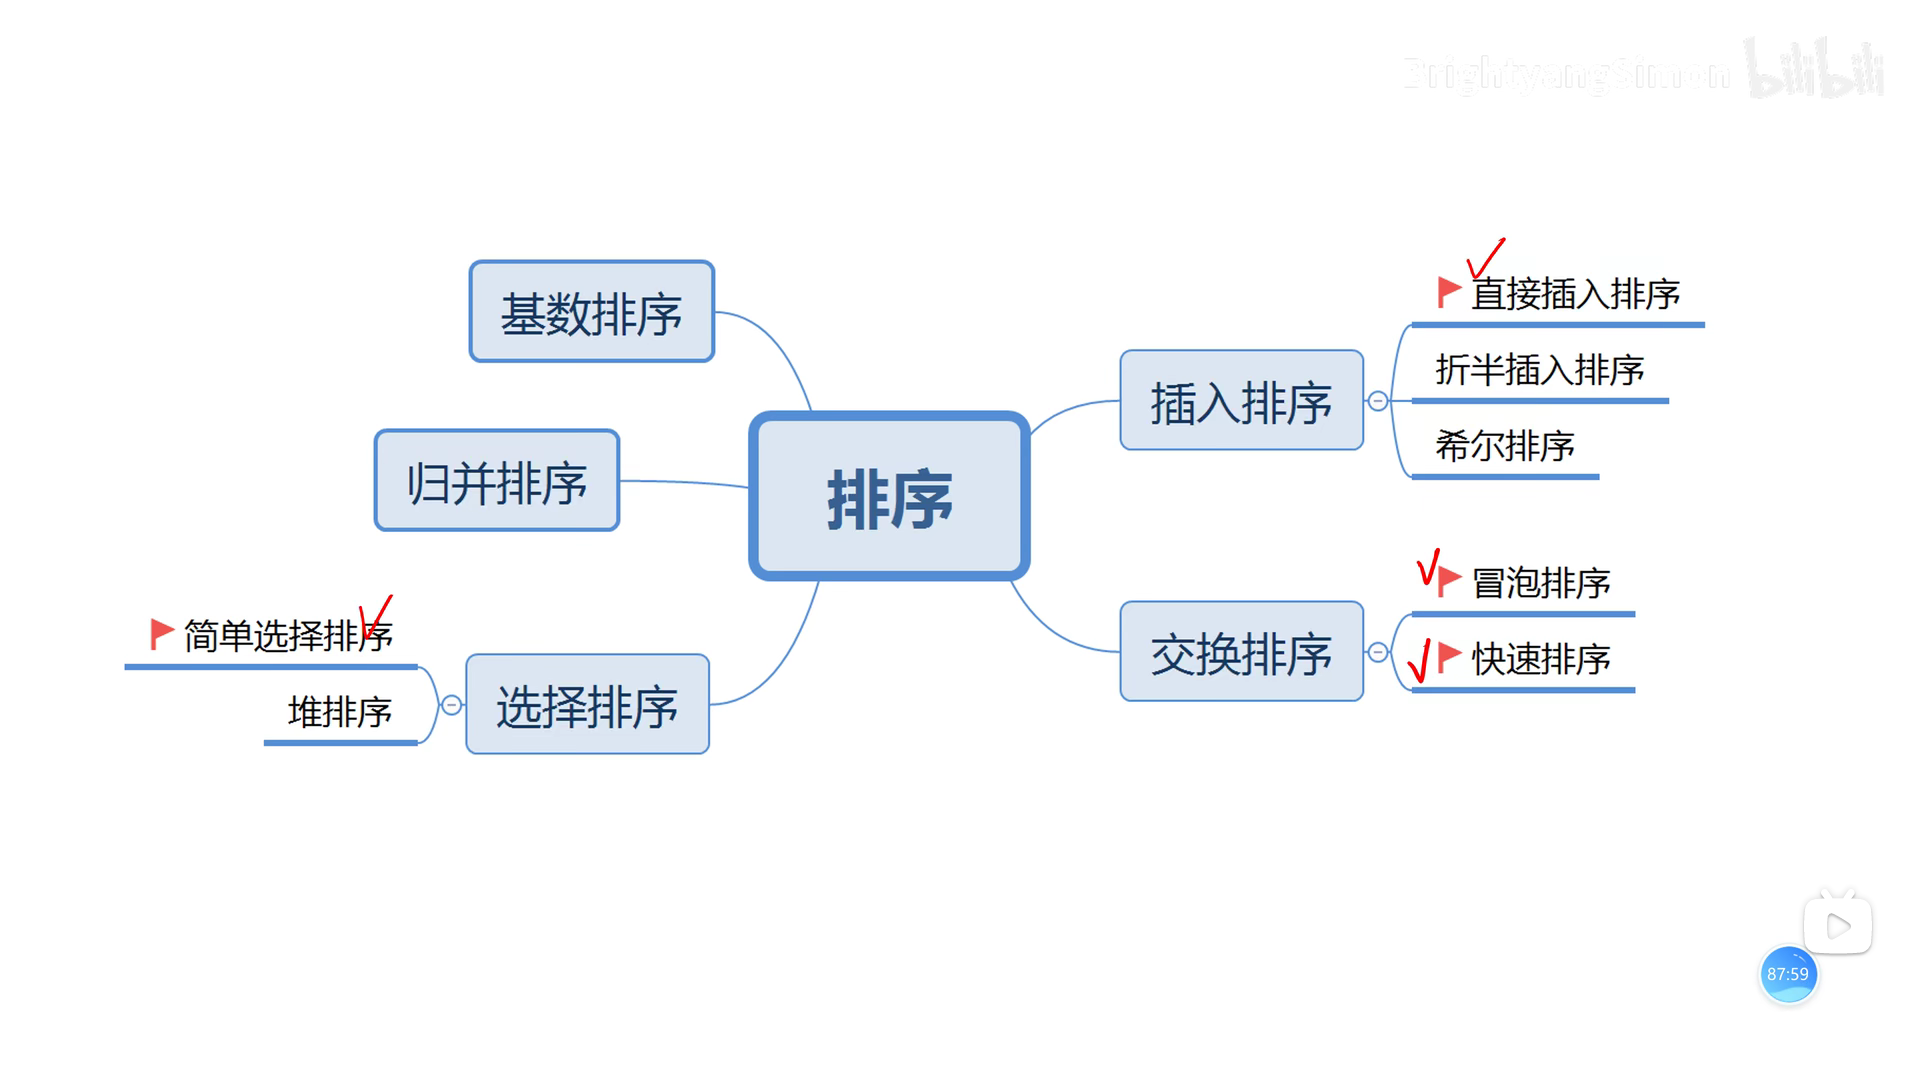 BrightyangSimon bilibili
基数排序
归并排序
简单选择排序
堆排序
选择排序
排序
插入排序
直接插入排序
折半插入排序
希尔排序
交换排序
冒泡排序
快速排序
87:59